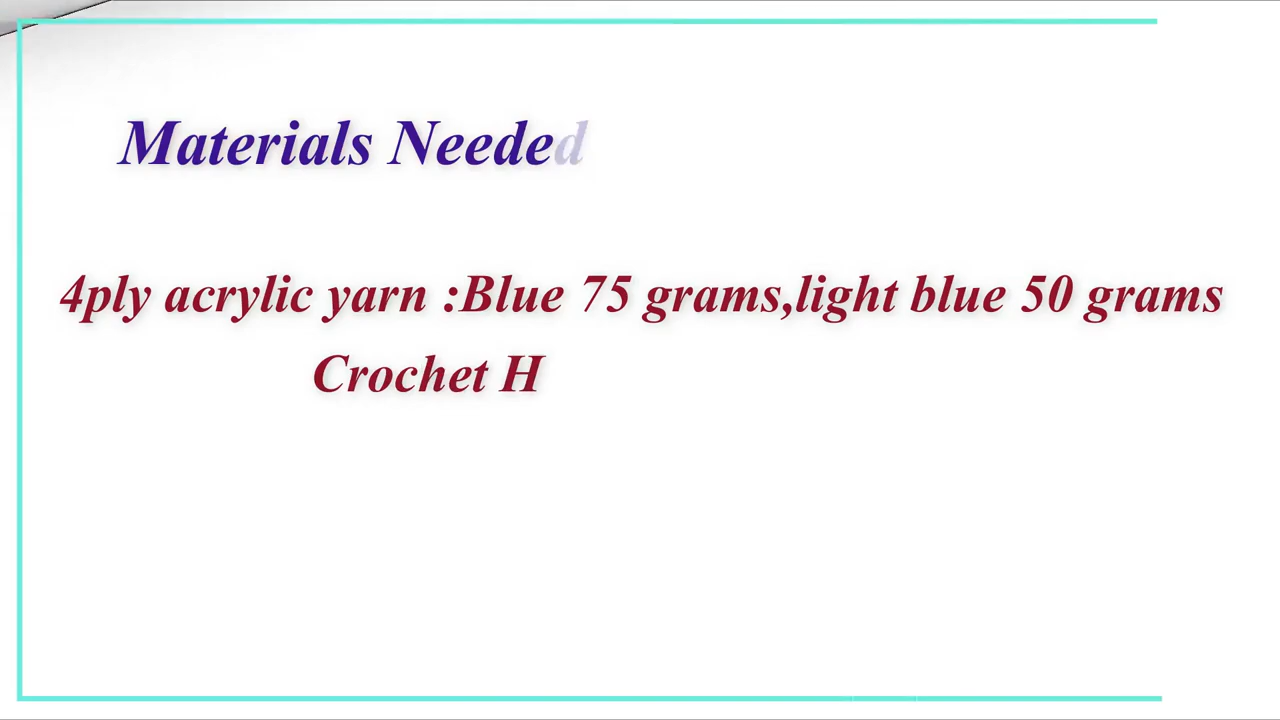 Materials Needed
4ply acrylic yarn :Blue 75 grams,light blue 50 grams
Crochet H